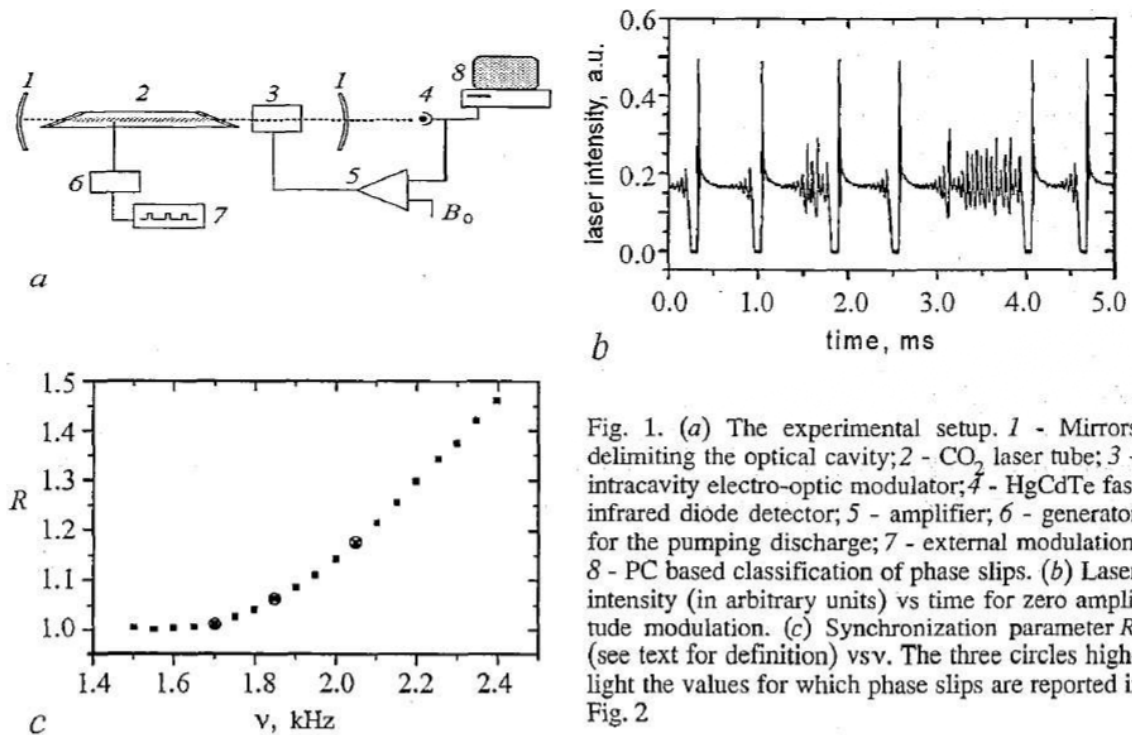 1
2
3
1
4
8
5
6
7
B₀
a
laser intensity, a.u.
0.6
0.4
0.2
0.0
0.0 1.0 2.0 3.0 4.0 5.0
time, ms
b
R
1.5
1.4
1.3
1.2
1.1
1.0
1.4 1.6 1.8 2.0 2.2 2.4
ν, kHz
c
Fig. 1. (a) The experimental setup. 1 - Mirrors
delimiting the optical cavity; 2 - CO₂ laser tube; 3 -
intracavity electro-optic modulator; 4 - HgCdTe fas
infrared diode detector; 5 - amplifier; 6 - generator
for the pumping discharge; 7 - external modulation
8 - PC based classification of phase slips. (b) Laser
intensity (in arbitrary units) vs time for zero ampli-
tude modulation. (c) Synchronization parameter R
(see text for definition) vsν. The three circles high-
light the values for which phase slips are reported i
Fig. 2